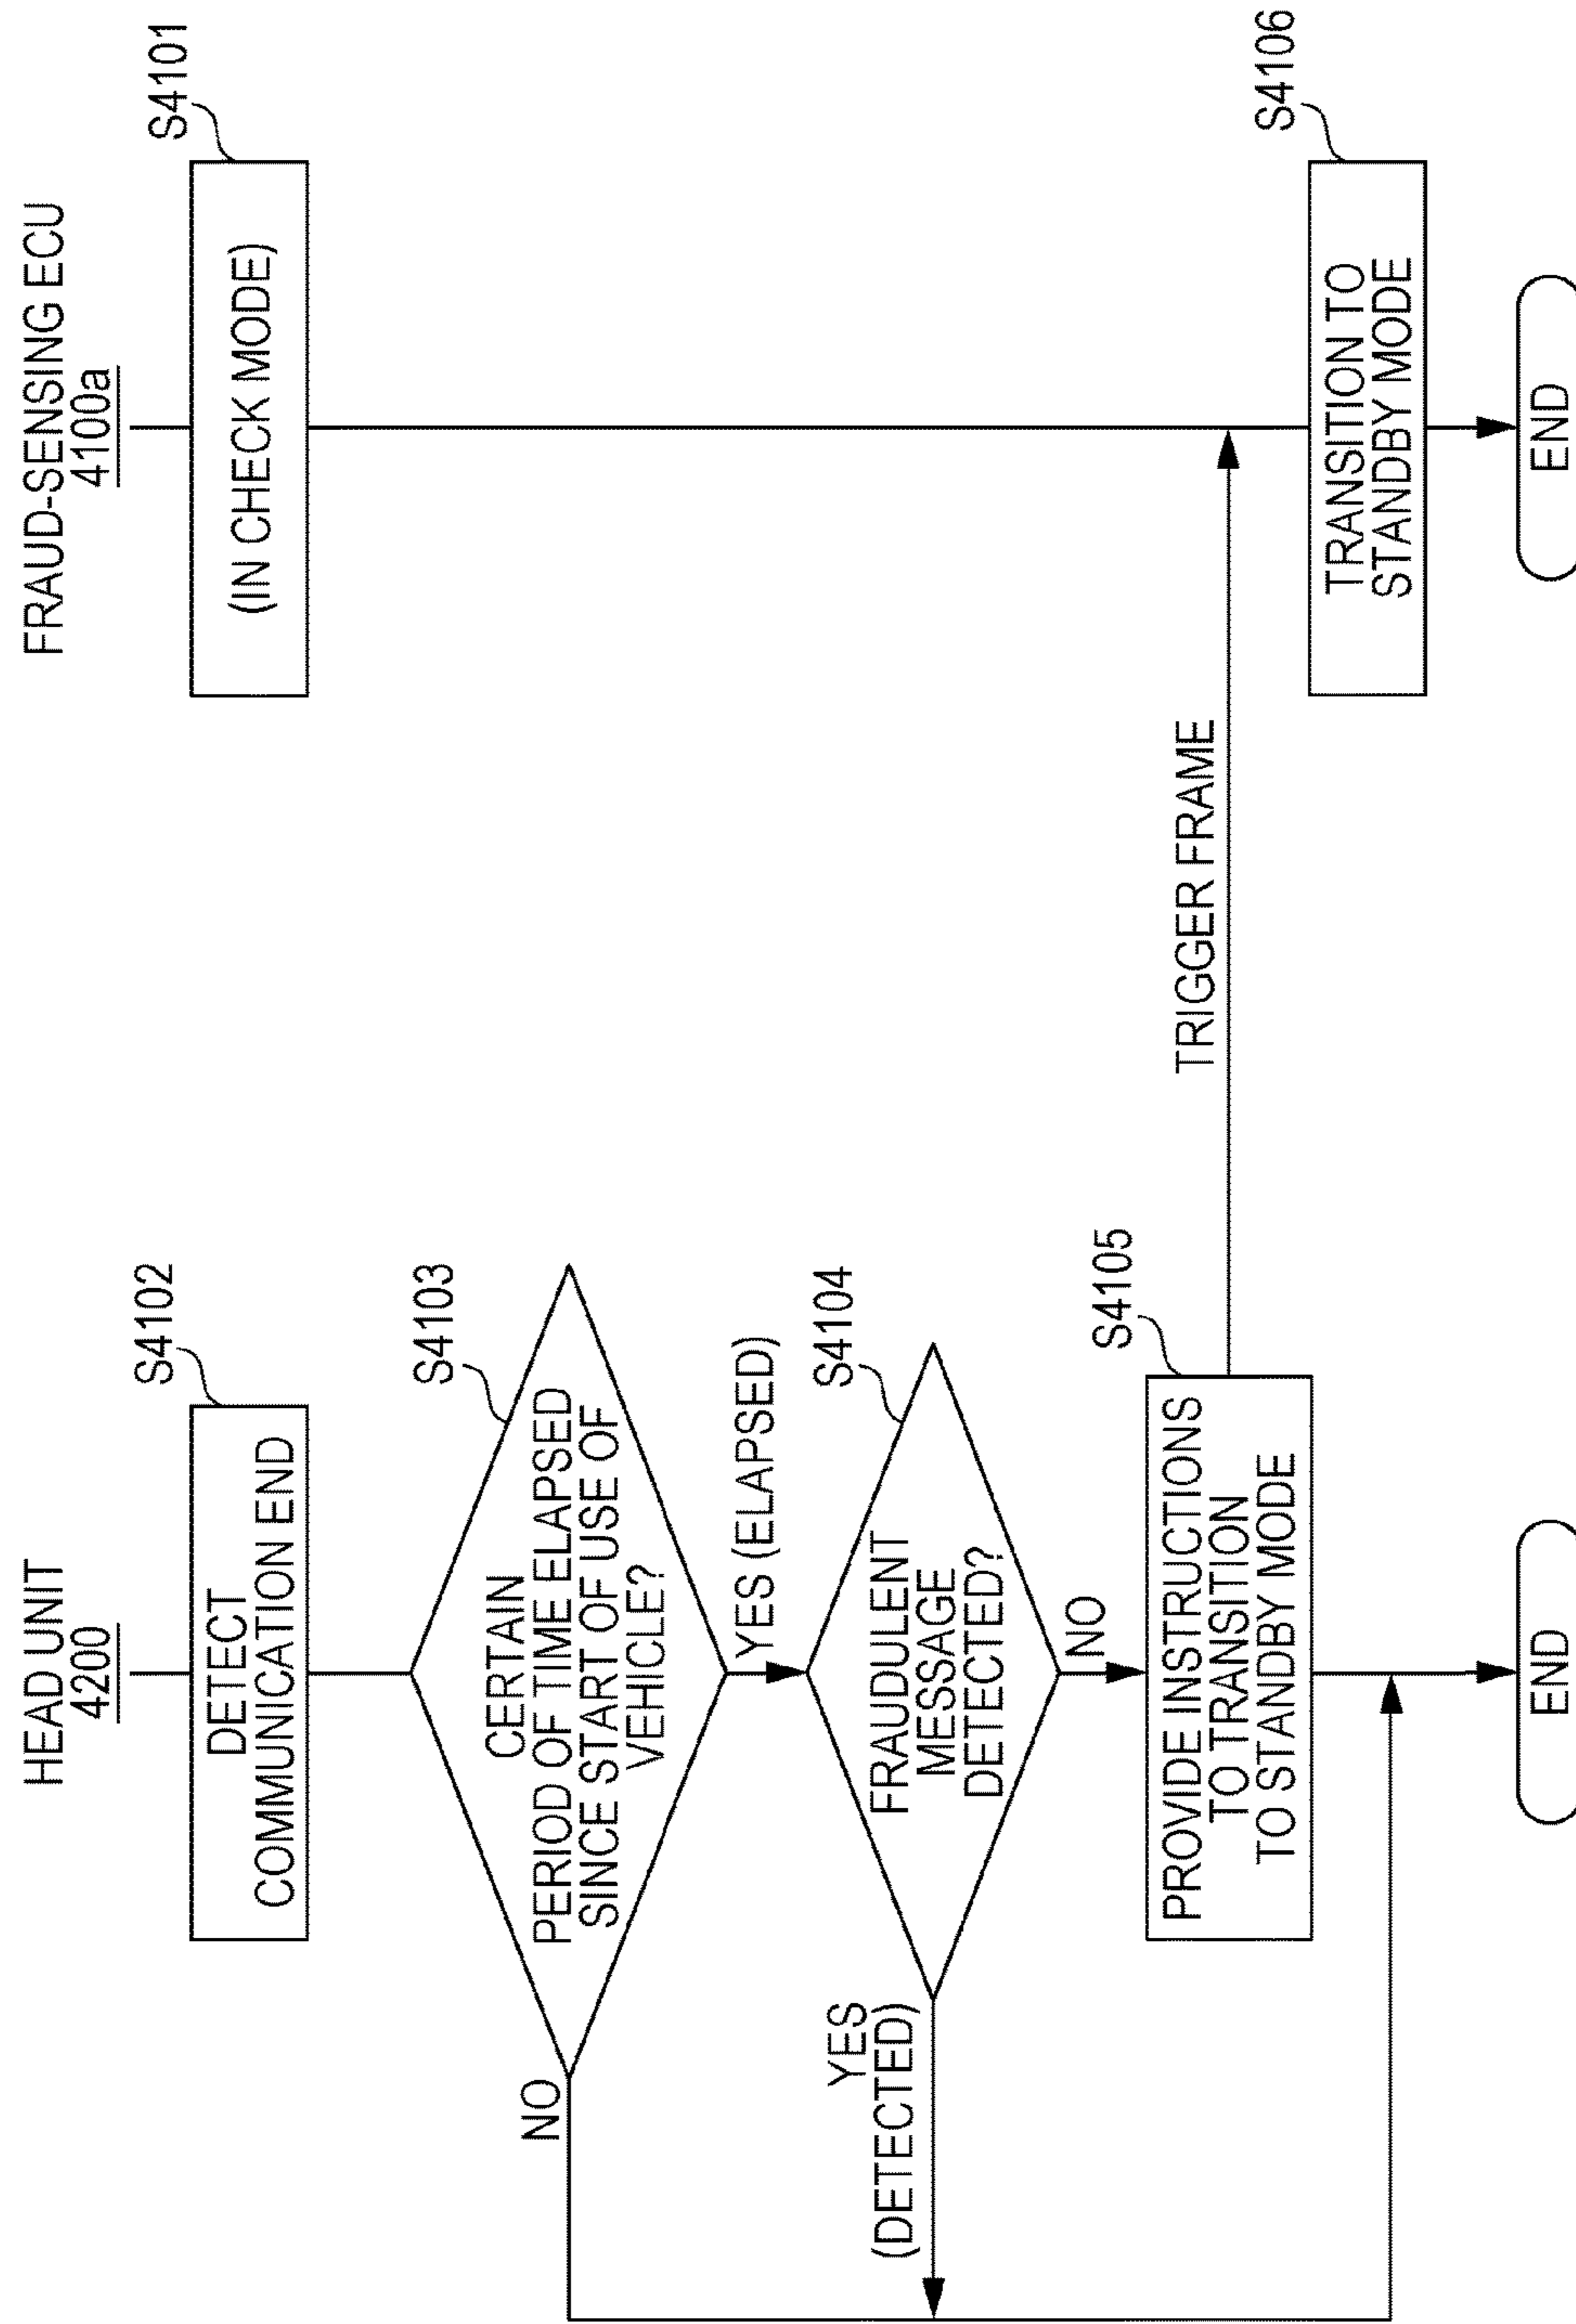 HEAD UNIT
4200
DETECT
COMMUNICATION END
S4102
CERTAIN
PERIOD OF TIME ELAPSED
SINCE START OF USE OF
VEHICLE?
S4103
NO
YES (ELAPSED)
FRAUDULENT
MESSAGE
DETECTED?
S4104
YES
(DETECTED)
NO
PROVIDE INSTRUCTIONS
TO TRANSITION
TO STANDBY MODE
S4105
END
TRIGGER FRAME
FRAUD-SENSING ECU
4100a
(IN CHECK MODE)
S4101
TRANSITION TO
STANDBY MODE
S4106
END